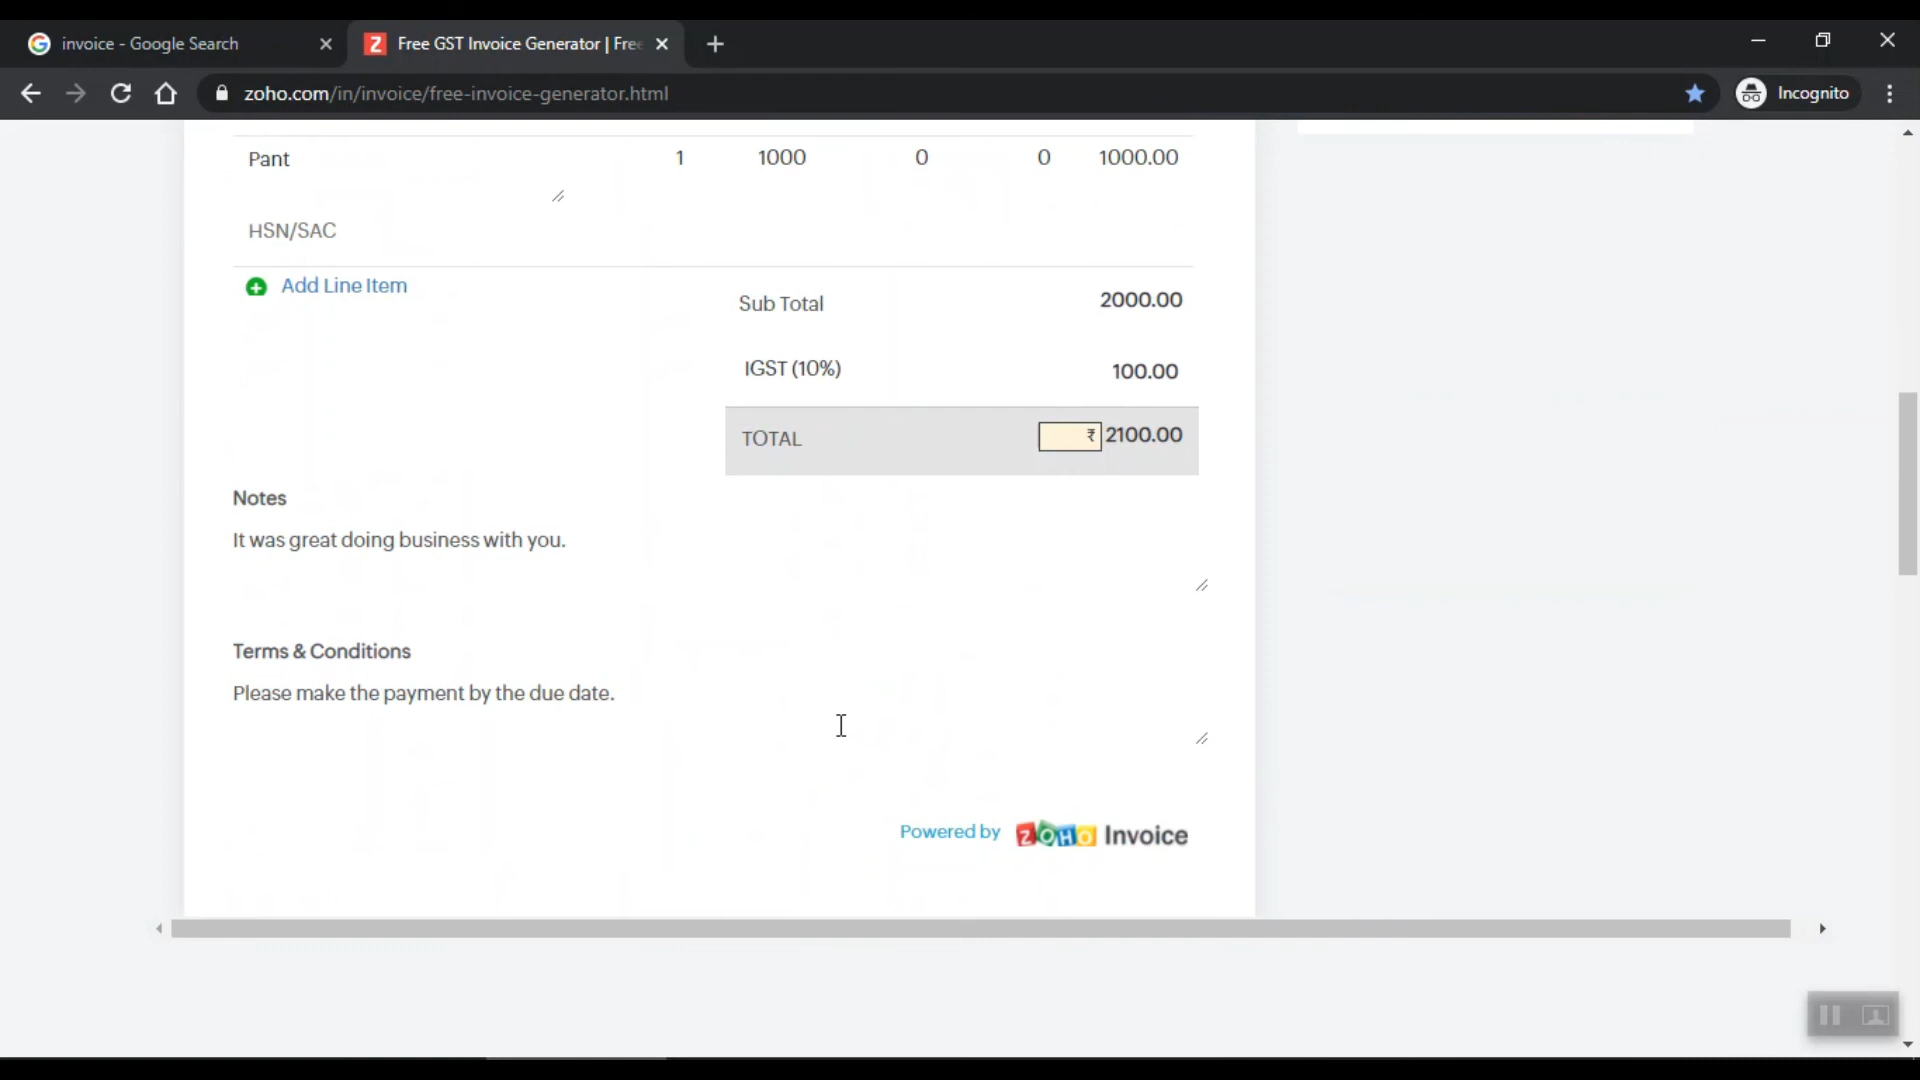 invoice - Google Search
Free GST Invoice Generator | Fre
zoho.com/in/invoice/free-invoice-generator.html
Incognito
Pant 1 1000 0 0 1000.00
HSN/SAC
Add Line Item
Sub Total 2000.00
IGST (10%) 100.00
TOTAL ₹ 2100.00
Notes
It was great doing business with you.
Terms & Conditions
Please make the payment by the due date.
Powered by ZOHO Invoice